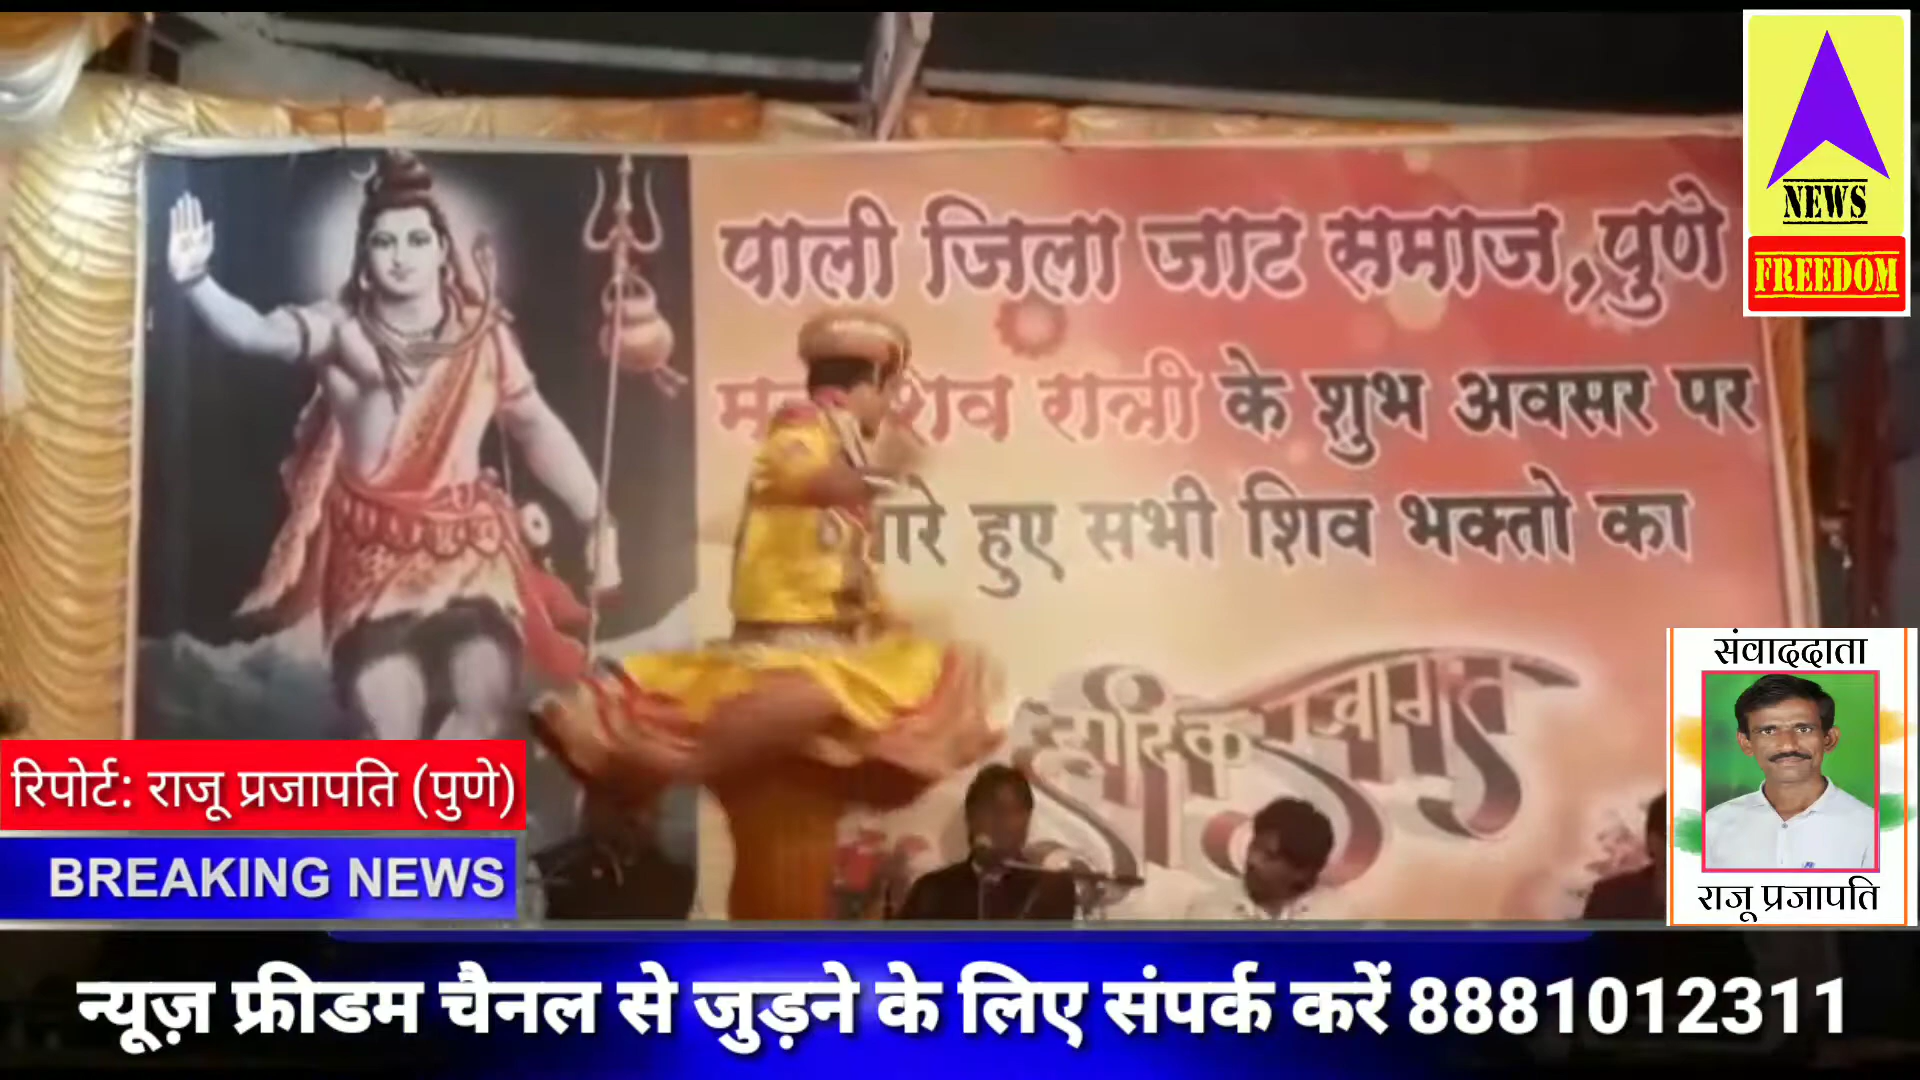 NEWS
FREEDOM
पाली जिला जाट समाज,पुणे
शिव रात्री के शुभ अवसर पर
हुए सभी शिव भक्तो का
हार्दिक स्वागत
संवाददाता
राजू प्रजापति
रिपोर्ट: राजू प्रजापति (पुणे)
BREAKING NEWS
न्यूज़ फ्रीडम चैनल से जुड़ने के लिए संपर्क करें 8881012311